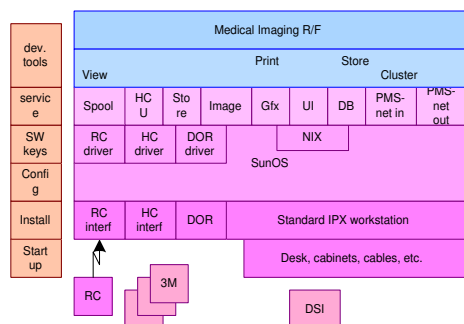 Medical Imaging R/F
dev.
tools
Print
Store
View
Cluster
servic
e
Spool
HC
U
Sto
re
Image
Gfx
UI
DB
PMS-
net in
PMS-
net out
SW
keys
RC
driver
HC
driver
DOR
driver
NIX
SunOS
Confi
g
Install
RC
interf
HC
interf
DOR
Standard IPX workstation
Start
up
Desk, cabinets, cables, etc.
RC
3M
DSI